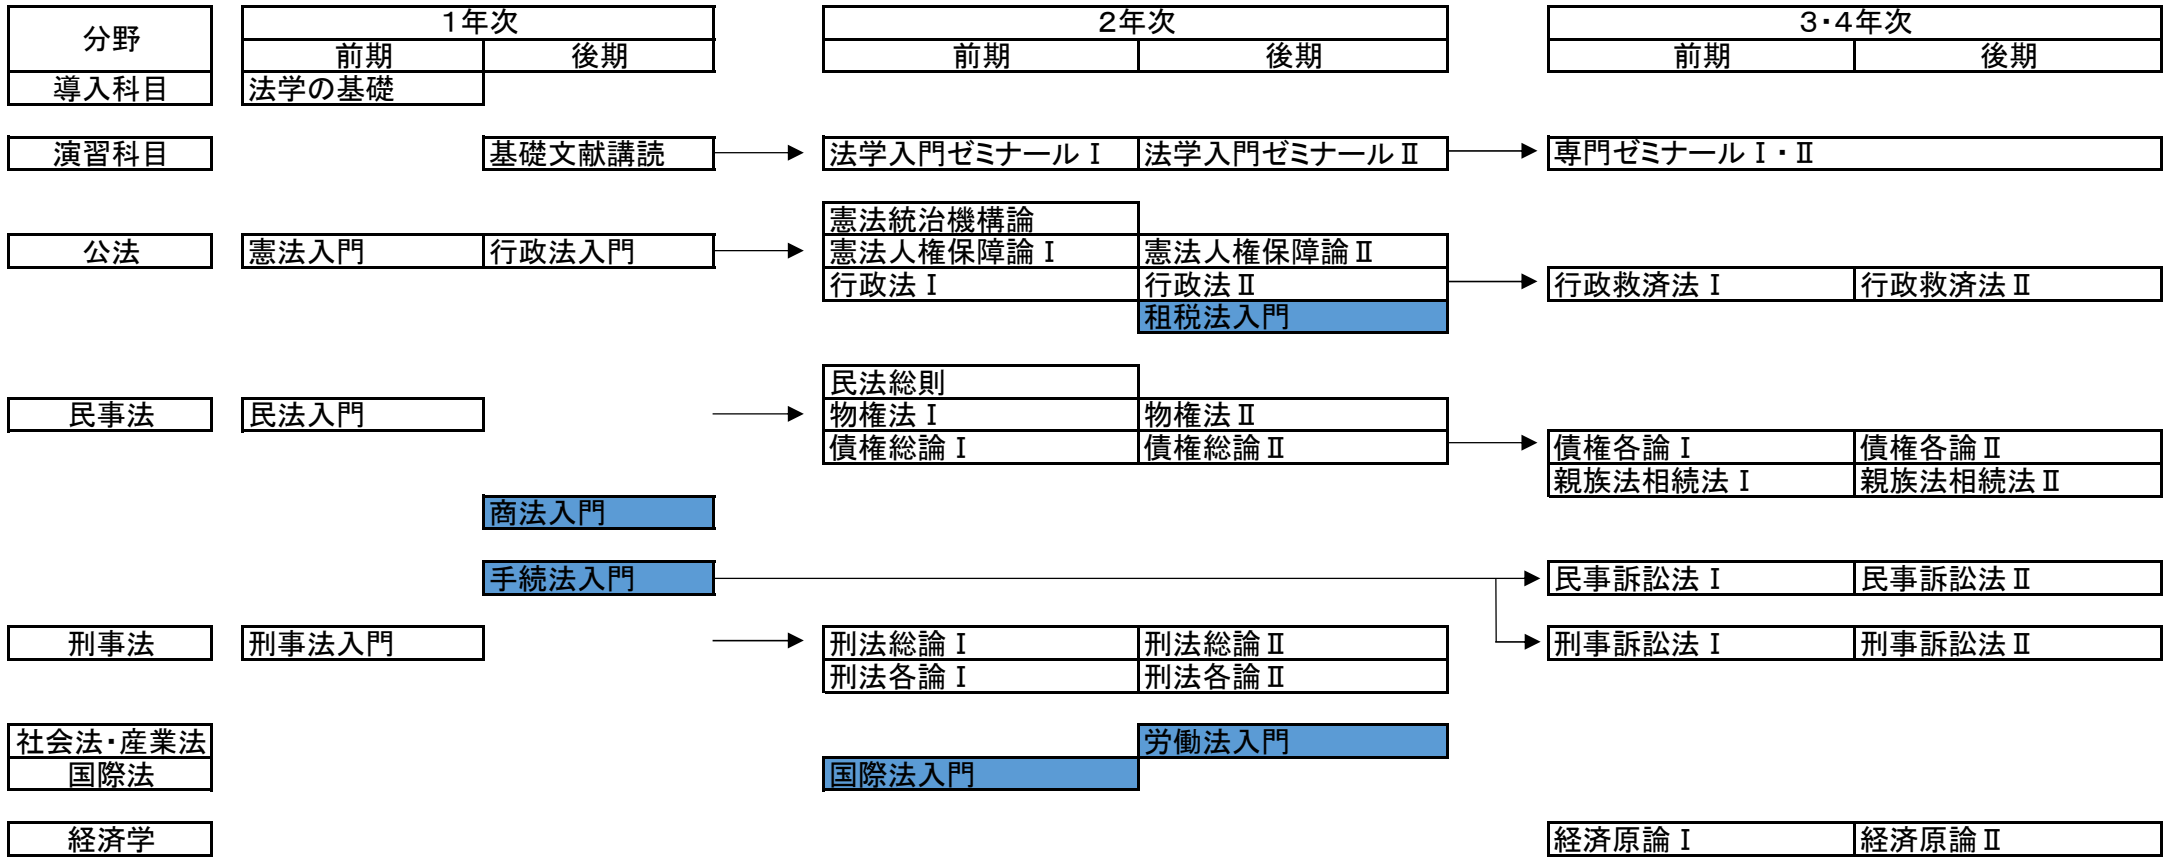 分野 1年次 2年次 3・4年次
前期 後期 前期 後期 前期 後期
導入科目 法学の基礎
演習科目 基礎文献講読 法学入門ゼミナールⅠ 法学入門ゼミナールⅡ 専門ゼミナールⅠ・Ⅱ
憲法統治機構論
公法 憲法入門 行政法入門 憲法人権保障論Ⅰ 憲法人権保障論Ⅱ
行政法Ⅰ 行政法Ⅱ 行政救済法Ⅰ 行政救済法Ⅱ
租税法入門
民法総則
民事法 民法入門 物権法Ⅰ 物権法Ⅱ
債権総論Ⅰ 債権総論Ⅱ 債権各論Ⅰ 債権各論Ⅱ
親族法相続法Ⅰ 親族法相続法Ⅱ
商法入門
手続法入門 民事訴訟法Ⅰ 民事訴訟法Ⅱ
刑事法 刑事法入門 刑法総論Ⅰ 刑法総論Ⅱ 刑事訴訟法Ⅰ 刑事訴訟法Ⅱ
刑法各論Ⅰ 刑法各論Ⅱ
社会法・産業法 労働法入門
国際法 国際法入門
経済学 経済原論Ⅰ 経済原論Ⅱ